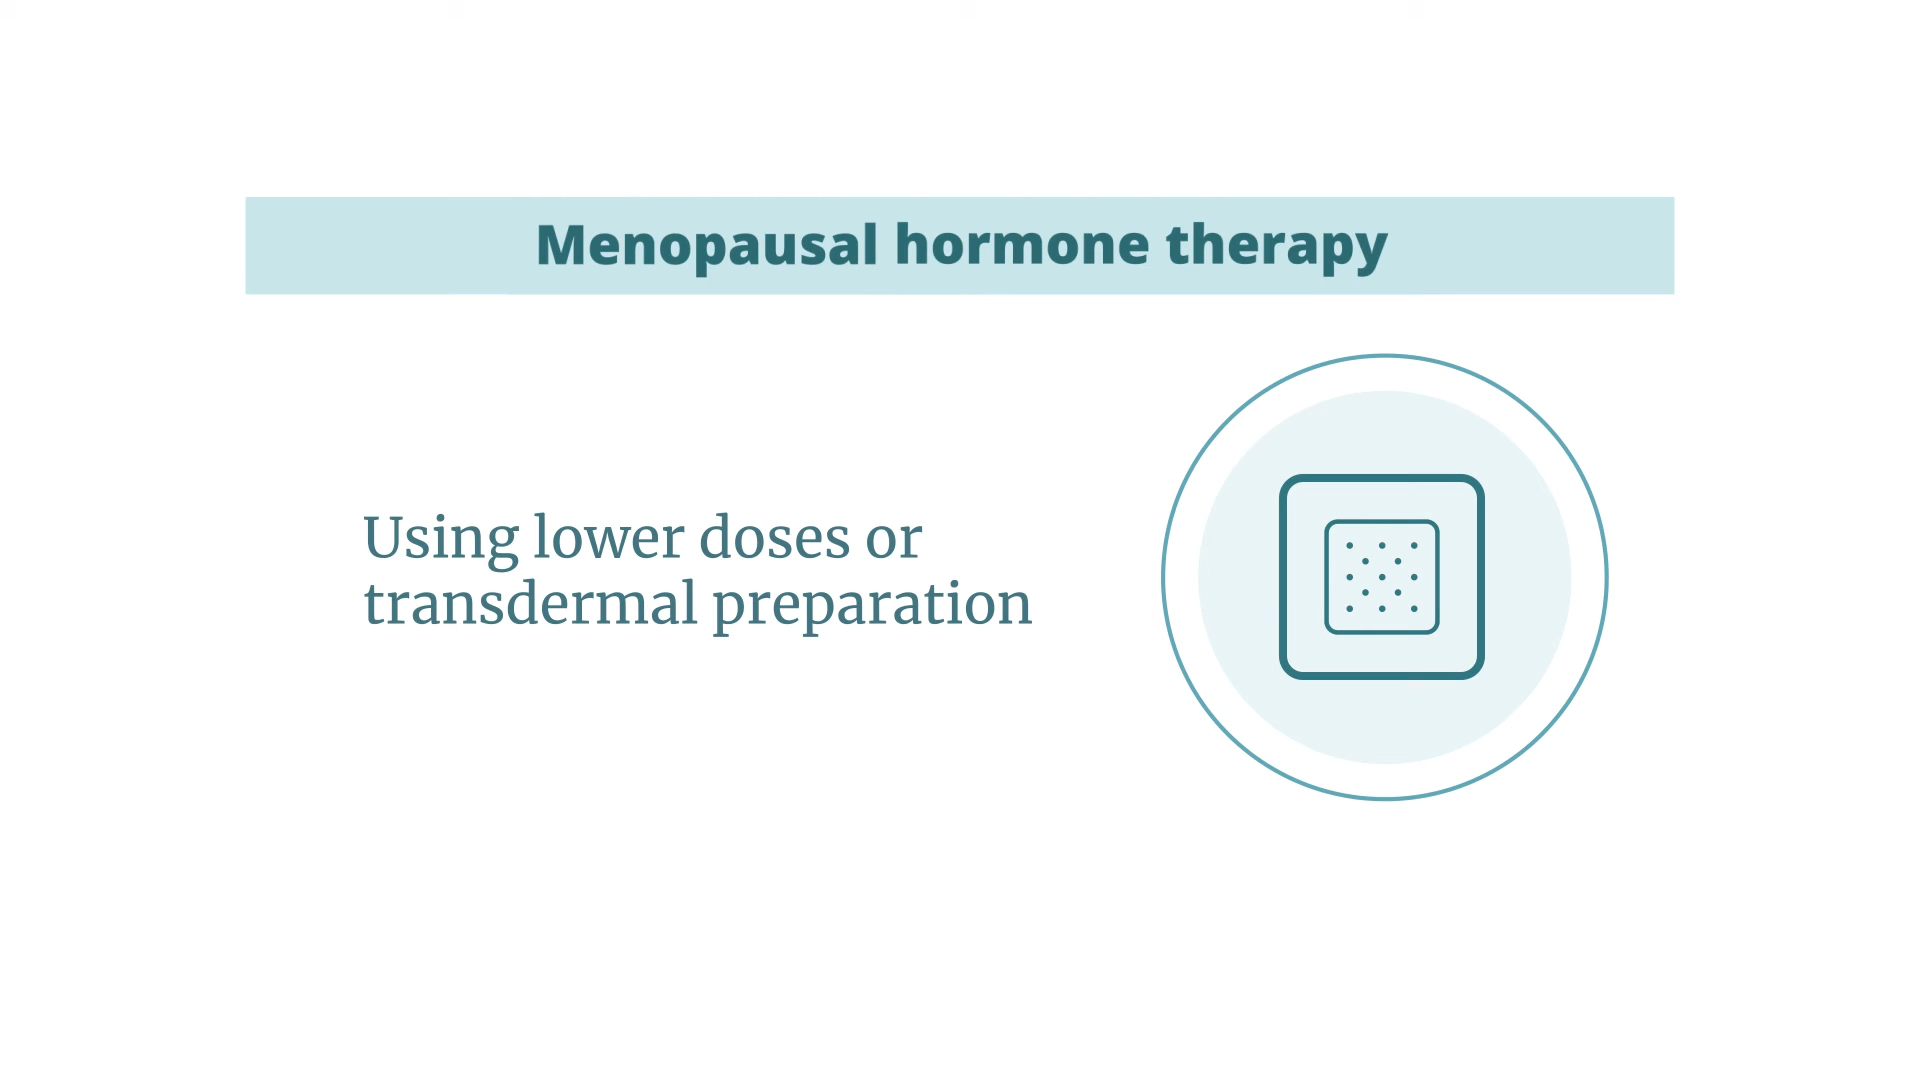 Menopausal hormone therapy
Using lower doses or
transdermal preparation